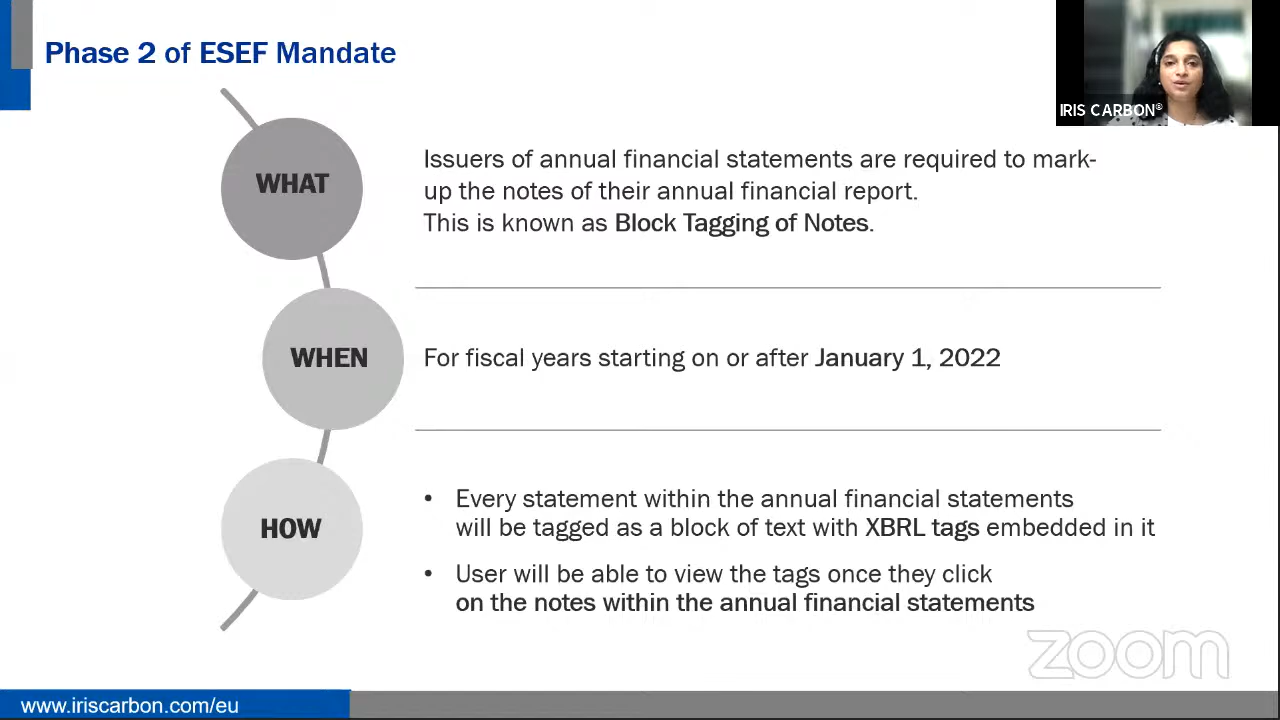 Phase 2 of ESEF Mandate
IRIS CARBON®
WHAT
Issuers of annual financial statements are required to mark-
up the notes of their annual financial report.
This is known as Block Tagging of Notes.
WHEN
For fiscal years starting on or after January 1, 2022
HOW
• Every statement within the annual financial statements
will be tagged as a block of text with XBRL tags embedded in it
• User will be able to view the tags once they click
on the notes within the annual financial statements
zoom
www.iriscarbon.com/eu